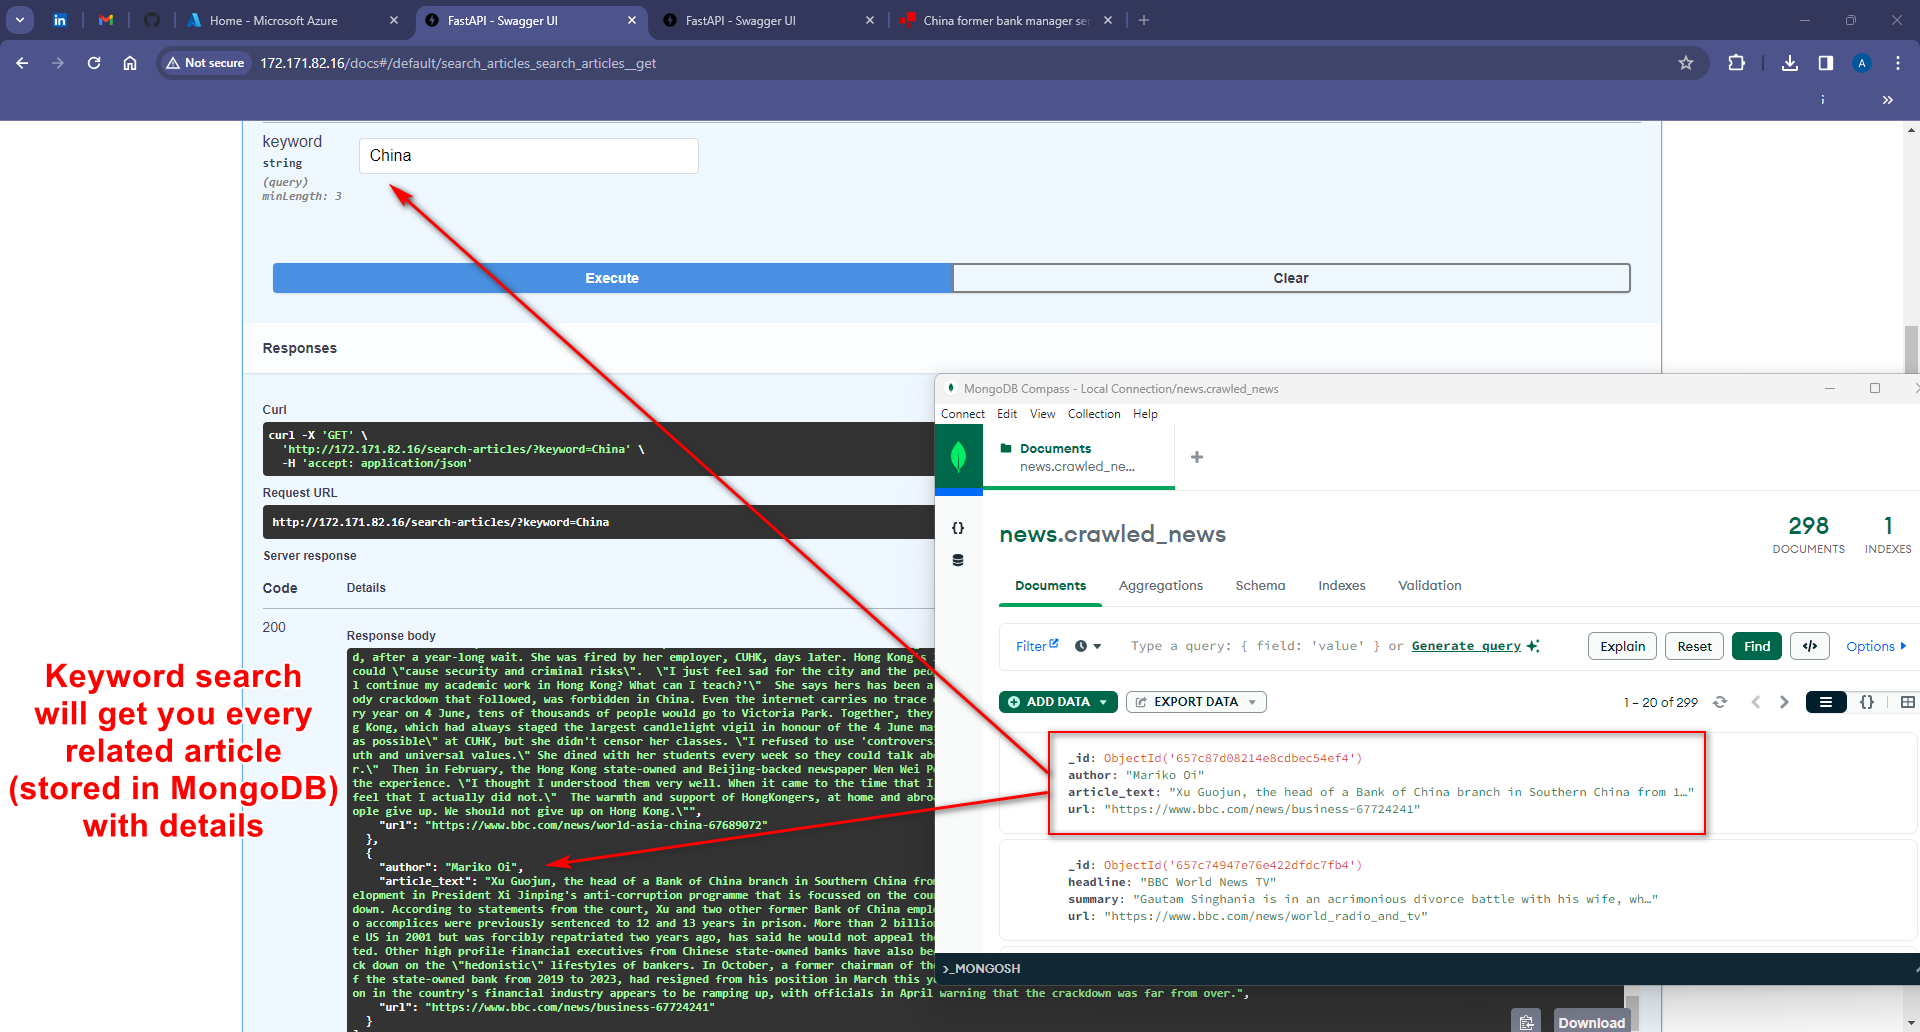 Home - Microsoft Azure
FastAPI - Swagger UI
FastAPI - Swagger UI
China former bank manager se
Not secure
172.171.82.16/docs#/default/search_articles_search_articles__get
A
keyword
string
(query)
minLength: 3
China
Execute
Clear
Responses
Curl
curl -X 'GET' \
'http://172.171.82.16/search-articles/?keyword=China' \
-H 'accept: application/json'
Request URL
http://172.171.82.16/search-articles/?keyword=China
Server response
Code
Details
200
Response body
d, after a year-long wait. She was fired by her employer, CUHK, days later. Hong Kong's
could \"cause security and criminal risks\".  \"I just feel sad for the city and the peo
l continue my academic work in Hong Kong? What can I teach?'\"  She says hers has been a
ody crackdown that followed, was forbidden in China. Even the internet carries no trace
ry year on 4 June, tens of thousands of people would go to Victoria Park. Together, they
g Kong, which had always staged the largest candlelight vigil in honour of the 4 June ma
as possible\" at CUHK, but she didn't censor her classes. \"I refused to use 'controvers
uth and universal values.\" She dined with her students every week so they could talk abo
r.\"  Then in February, the Hong Kong state-owned and Beijing-backed newspaper Wen Wei P
the experience. \"I thought I understood them very well. When it came to the time that I
feel that I actually did not.\"  The warmth and support of HongKongers, at home and abro
ople give up. We should not give up on Hong Kong.\"",
"url": "https://www.bbc.com/news/world-asia-china-67689072"
},
{
"author": "Mariko Oi",
"article_text": "Xu Guojun, the head of a Bank of China branch in Southern China fro
elopment in President Xi Jinping's anti-corruption programme that is focussed on the cou
down. According to statements from the court, Xu and two other former Bank of China empl
o accomplices were previously sentenced to 12 and 13 years in prison. More than 2 billio
e US in 2001 but was forcibly repatriated two years ago, has said he would not appeal th
ted. Other high profile financial executives from Chinese state-owned banks have also be
ck down on the \"hedonistic\" lifestyles of bankers. In October, a former chairman of th
f the state-owned bank from 2019 to 2023, had resigned from his position in March this y
on in the country's financial industry appears to be ramping up, with officials in April warning that the crackdown was far from over.",
"url": "https://www.bbc.com/news/business-67724241"
}
Download
Keyword search
will get you every
related article
(stored in MongoDB)
with details
MongoDB Compass - Local Connection/news.crawled_news
Connect Edit View Collection Help
Documents
news.crawled_ne...
news.crawled_news
298
DOCUMENTS
1
INDEXES
Documents Aggregations Schema Indexes Validation
Filter
Type a query: { field: 'value' } or Generate query
Explain Reset Find </> Options
ADD DATA
EXPORT DATA
1 – 20 of 299
{}
_id: ObjectId('657c87d08214e8cdbec54ef4')
author: "Mariko Oi"
article_text: "Xu Guojun, the head of a Bank of China branch in Southern China from 1…"
url: "https://www.bbc.com/news/business-67724241"
_id: ObjectId('657c74947e76e422dfdc7fb4')
headline: "BBC World News TV"
summary: "Gautam Singhania is in an acrimonious divorce battle with his wife, wh…"
url: "https://www.bbc.com/news/world_radio_and_tv"
>_MONGOSH